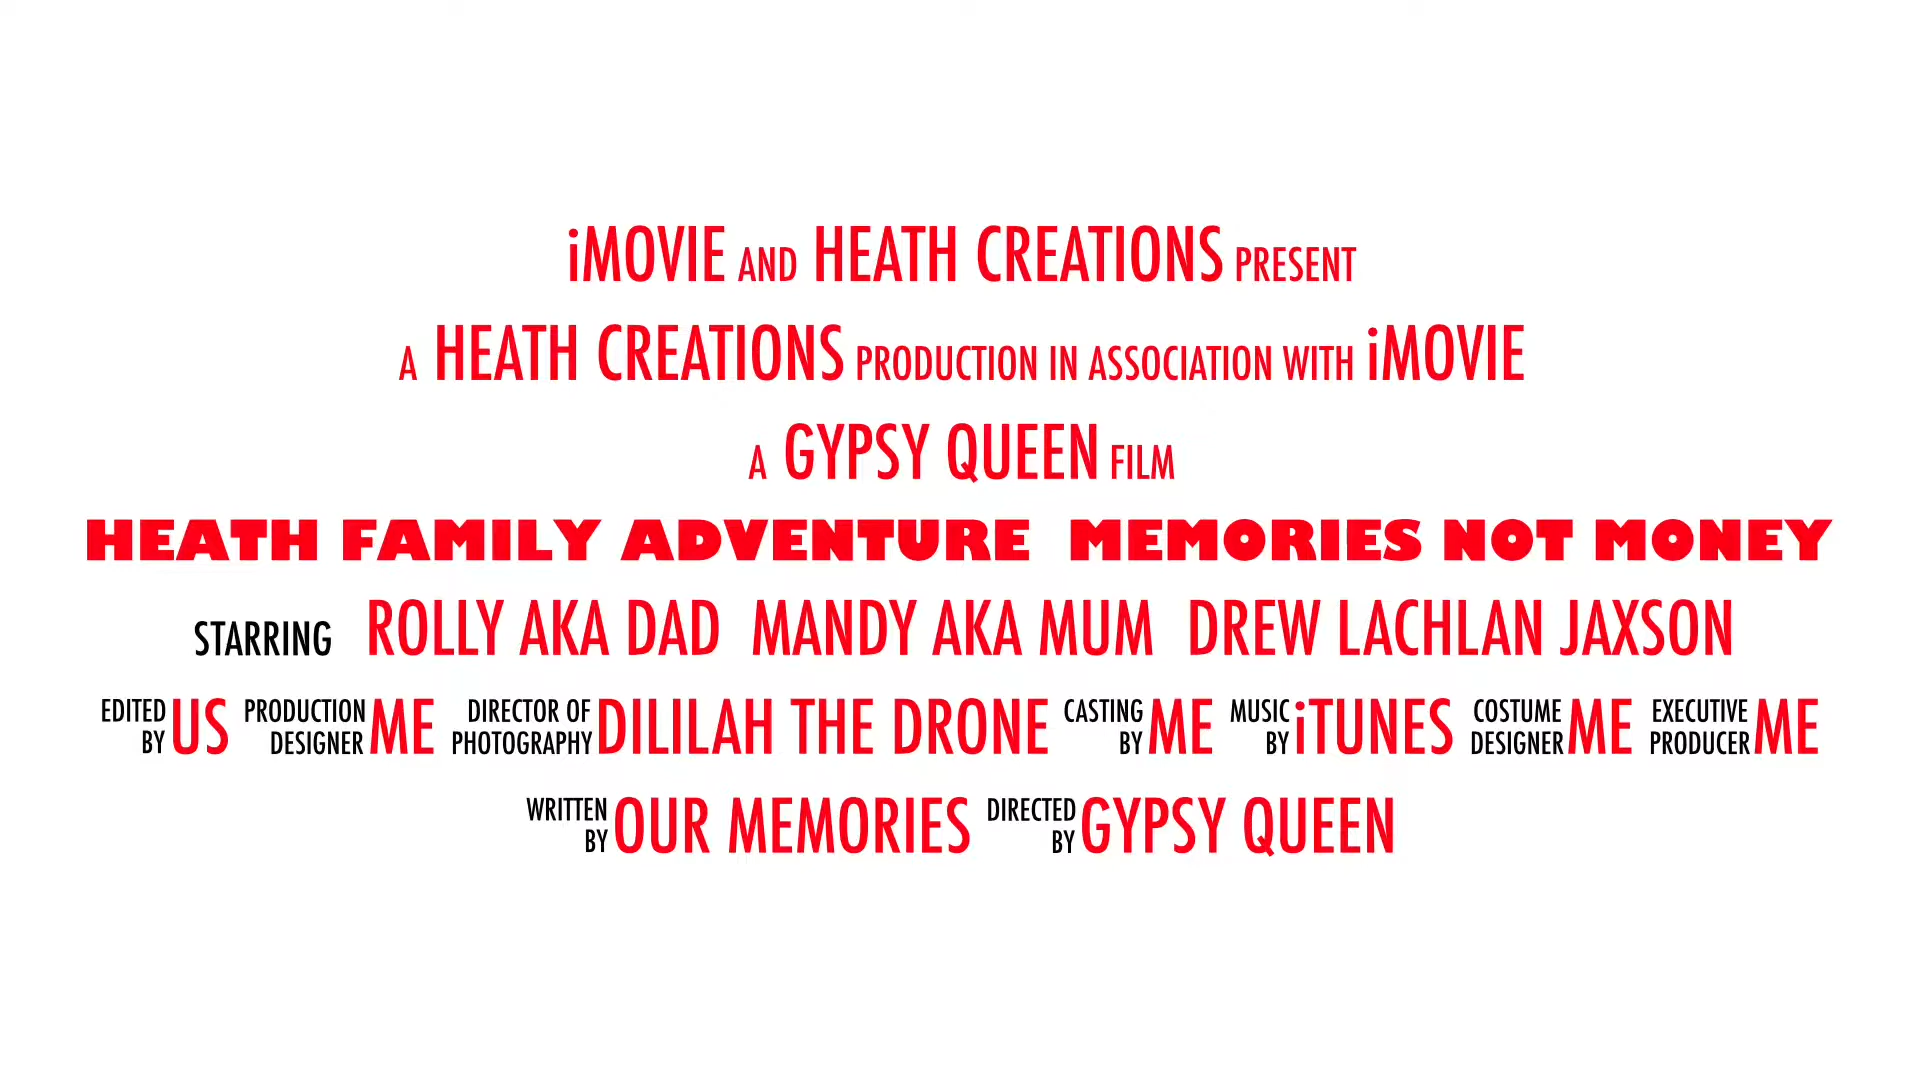 iMOVIE AND HEATH CREATIONS PRESENT
A HEATH CREATIONS PRODUCTION IN ASSOCIATION WITH iMOVIE
A GYPSY QUEEN FILM
HEATH FAMILY ADVENTURE MEMORIES NOT MONEY
STARRING ROLLY AKA DAD MANDY AKA MUM DREW LACHLAN JAXSON
EDITED BY US PRODUCTION DESIGNER ME DIRECTOR OF PHOTOGRAPHY DILILAH THE DRONE CASTING BY ME MUSIC BY iTUNES COSTUME DESIGNER ME EXECUTIVE PRODUCER ME
WRITTEN BY OUR MEMORIES DIRECTED BY GYPSY QUEEN